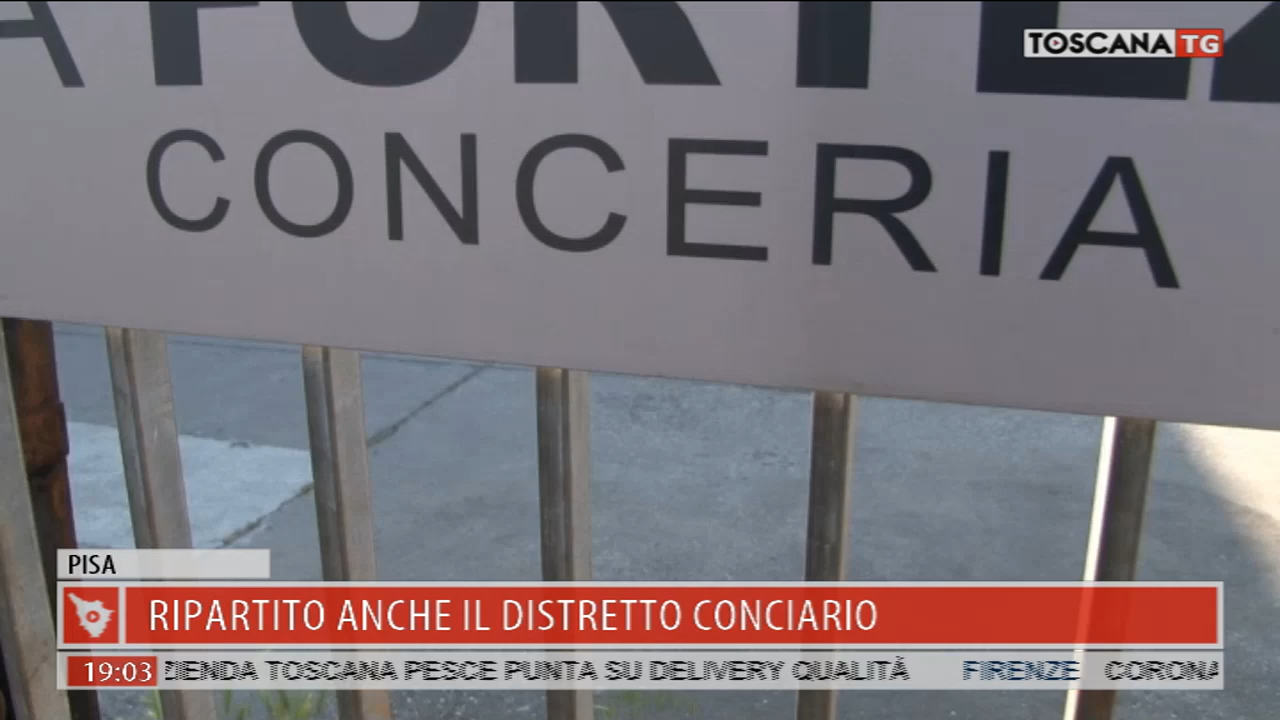 TOSCANA TG
CONCERIA
PISA
RIPARTITO ANCHE IL DISTRETTO CONCIARIO
19:03 TOSCANA PESCE PUNTA SU DELIVERY QUALITÀ FIRENZE